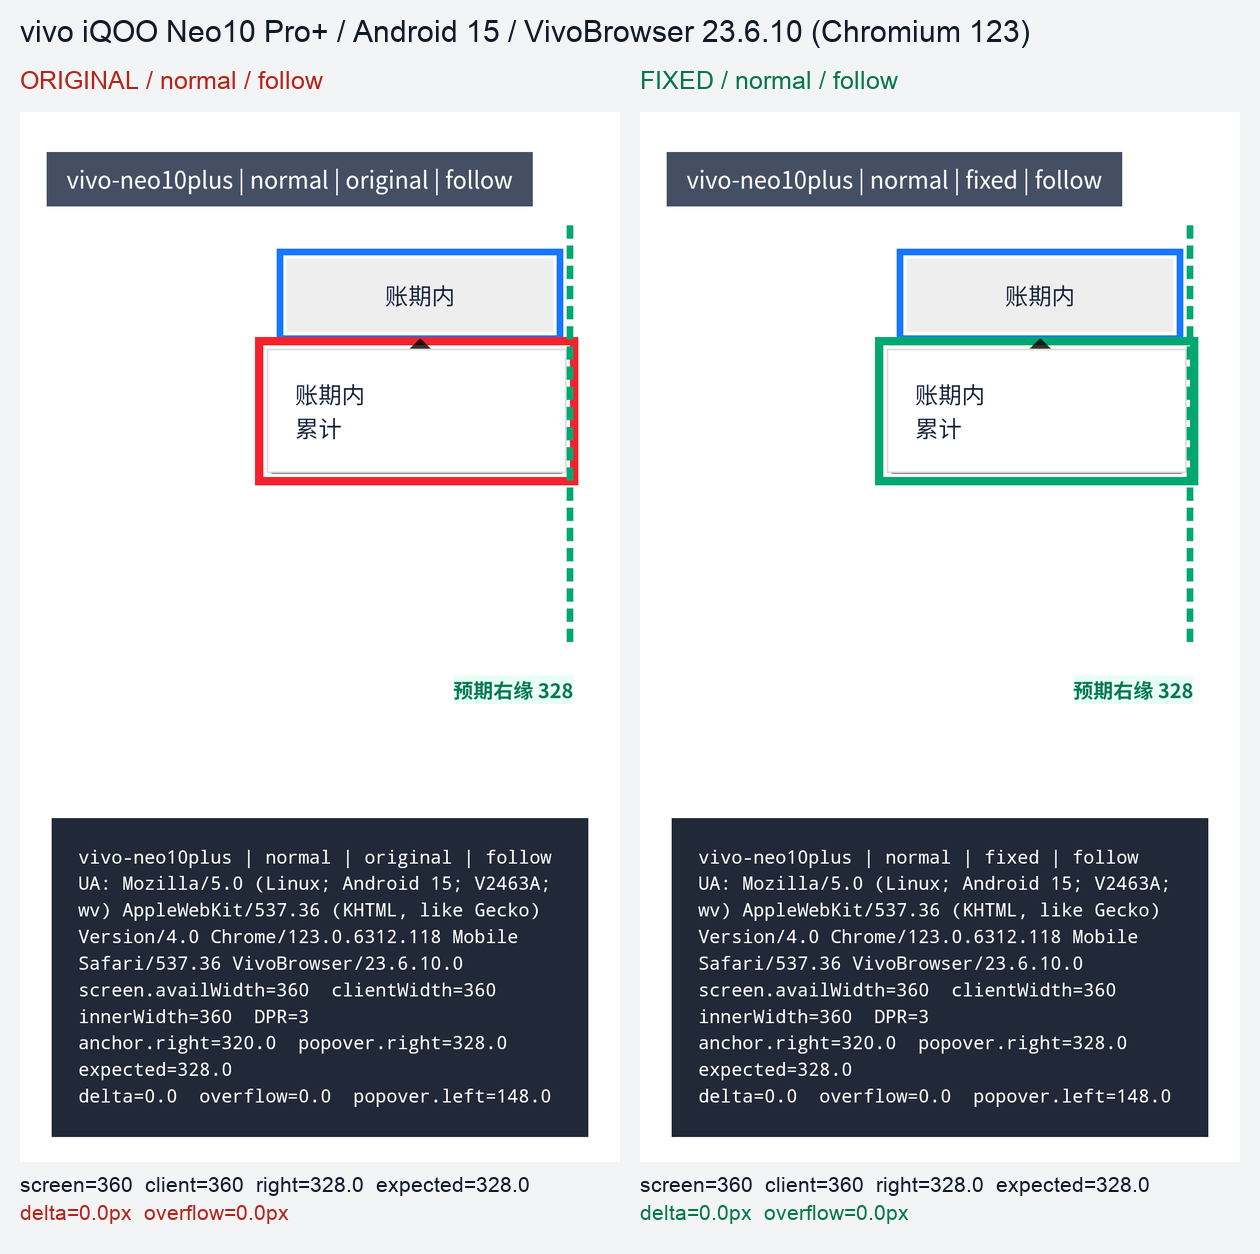 vivo iQOO Neo10 Pro+ / Android 15 / VivoBrowser 23.6.10 (Chromium 123)
ORIGINAL / normal / follow
vivo-neo10plus | normal | original | follow
账期内
账期内
累计
预期右缘 328
vivo-neo10plus | normal | original | follow
UA: Mozilla/5.0 (Linux; Android 15; V2463A;
wv) AppleWebKit/537.36 (KHTML, like Gecko)
Version/4.0 Chrome/123.0.6312.118 Mobile
Safari/537.36 VivoBrowser/23.6.10.0
screen.availWidth=360  clientWidth=360
innerWidth=360  DPR=3
anchor.right=320.0  popover.right=328.0
expected=328.0
delta=0.0  overflow=0.0  popover.left=148.0
screen=360  client=360  right=328.0  expected=328.0
delta=0.0px  overflow=0.0px
FIXED / normal / follow
vivo-neo10plus | normal | fixed | follow
账期内
账期内
累计
预期右缘 328
vivo-neo10plus | normal | fixed | follow
UA: Mozilla/5.0 (Linux; Android 15; V2463A;
wv) AppleWebKit/537.36 (KHTML, like Gecko)
Version/4.0 Chrome/123.0.6312.118 Mobile
Safari/537.36 VivoBrowser/23.6.10.0
screen.availWidth=360  clientWidth=360
innerWidth=360  DPR=3
anchor.right=320.0  popover.right=328.0
expected=328.0
delta=0.0  overflow=0.0  popover.left=148.0
screen=360  client=360  right=328.0  expected=328.0
delta=0.0px  overflow=0.0px